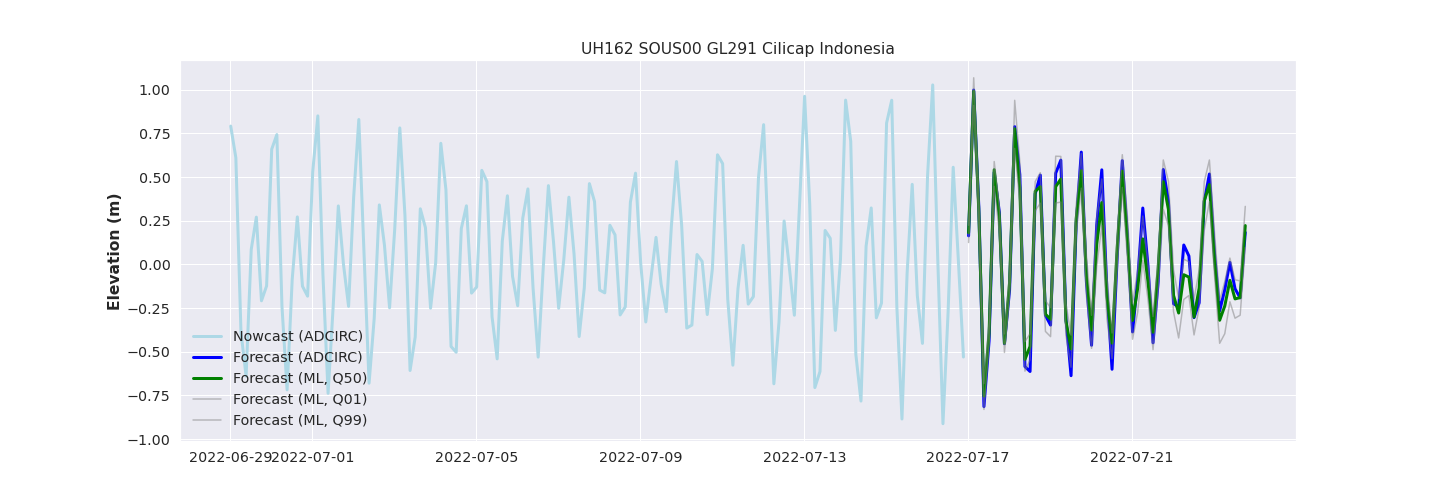 UH162 SOUS00 GL291 Cilicap Indonesia
Elevation (m)
1.00
0.75
0.50
0.25
0.00
−0.25
−0.50
−0.75
−1.00
Nowcast (ADCIRC)
Forecast (ADCIRC)
Forecast (ML, Q50)
Forecast (ML, Q01)
Forecast (ML, Q99)
2022-06-29 2022-07-01 2022-07-05 2022-07-09 2022-07-13 2022-07-17 2022-07-21